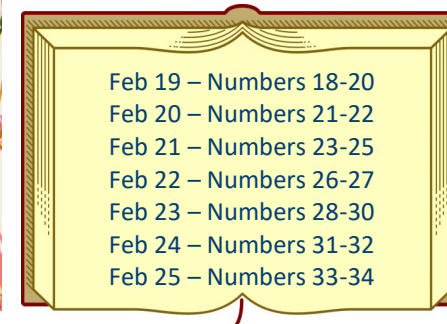 Feb 19 – Numbers 18-20
Feb 20 – Numbers 21-22
Feb 21 – Numbers 23-25
Feb 22 – Numbers 26-27
Feb 23 – Numbers 28-30
Feb 24 – Numbers 31-32
Feb 25 – Numbers 33-34